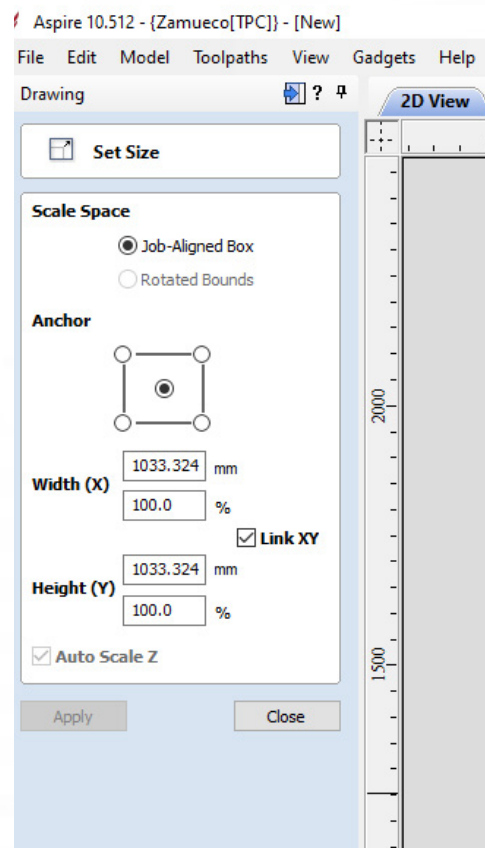 Aspire 10.512 - {Zamueco[TPC]} - [New]
File Edit Model Toolpaths View Gadgets Help
Drawing ?
2D View
Set Size
Scale Space
Job-Aligned Box
Rotated Bounds
Anchor
2000
Width (X) 1033.324 mm
100.0 %
Link XY
Height (Y) 1033.324 mm
100.0 %
Auto Scale Z
1500
Apply Close